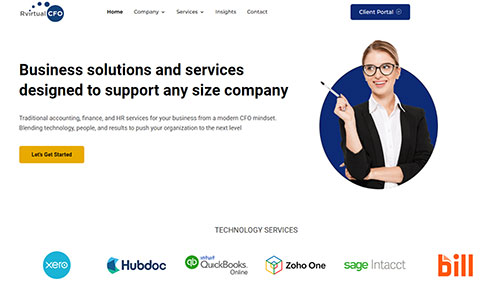 Rvirtual CFO
Home Company Services Insights Contact
Client Portal
Business solutions and services
designed to support any size company
Traditional accounting, finance, and HR services for your business from a modern CFO mindset.
Blending technology, people, and results to push your organization to the next level
Let's Get Started
TECHNOLOGY SERVICES
xero
Hubdoc
qb intuit QuickBooks. Online
Zoho One
sage Intacct
bill